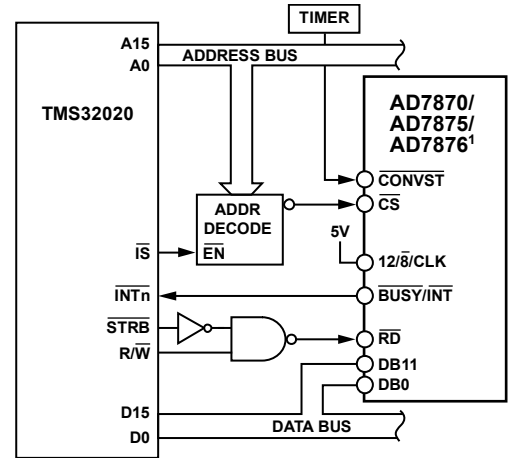 TIMER
A15
A0
ADDRESS BUS
TMS32020
AD7870/
AD7875/
AD7876¹
CONVST
CS
ADDR
DECODE
EN
5V
IS
12/8/CLK
INTn
BUSY/INT
STRB
R/W
RD
DB11
DB0
D15
D0
DATA BUS